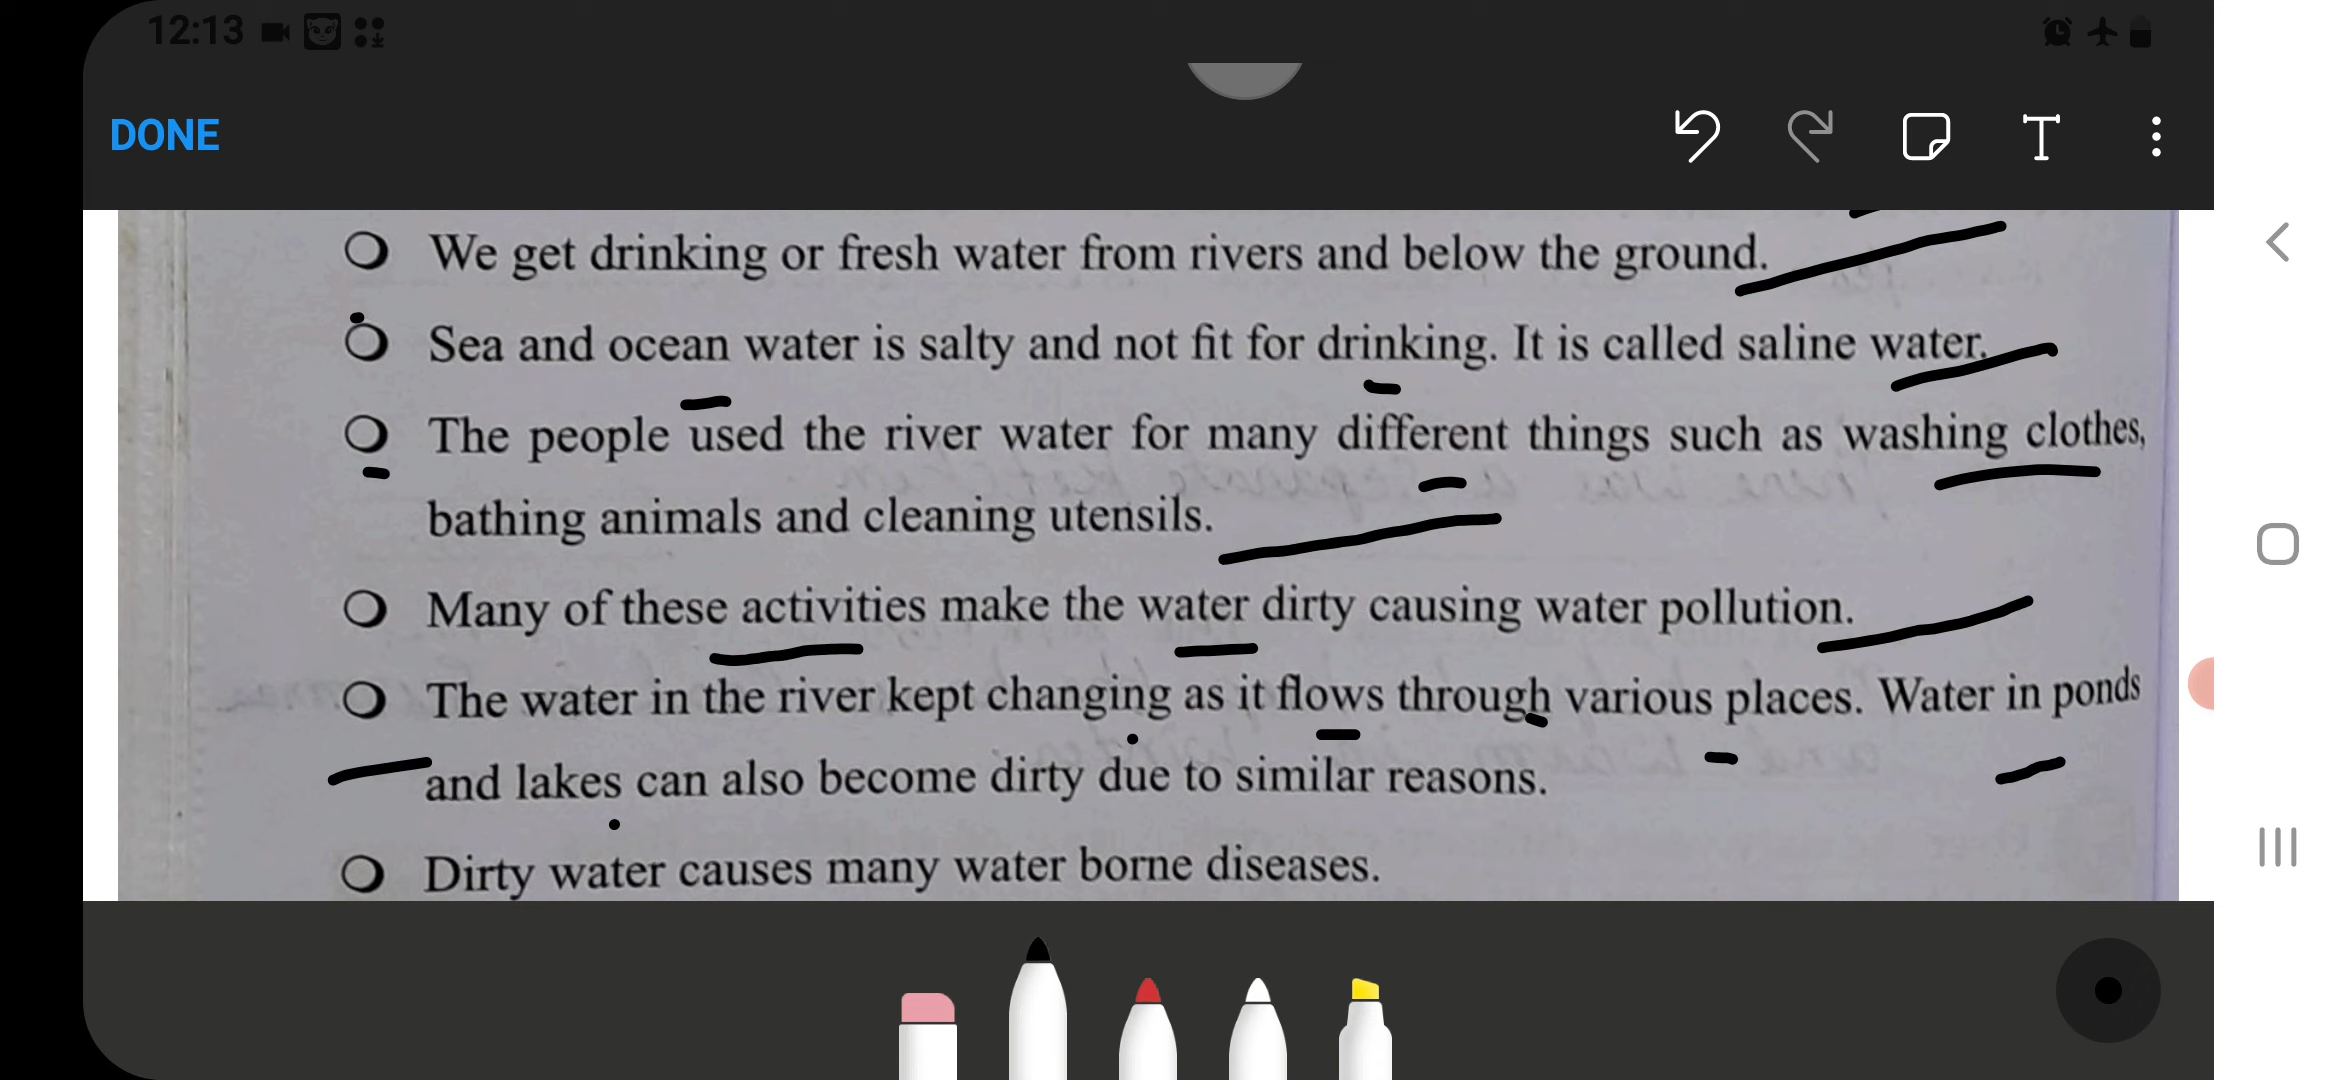 12:13
DONE
T
We get drinking or fresh water from rivers and below the ground.
Sea and ocean water is salty and not fit for drinking. It is called saline water.
The people used the river water for many different things such as washing clothes,
bathing animals and cleaning utensils.
Many of these activities make the water dirty causing water pollution.
The water in the river kept changing as it flows through various places. Water in ponds
and lakes can also become dirty due to similar reasons.
Dirty water causes many water borne diseases.